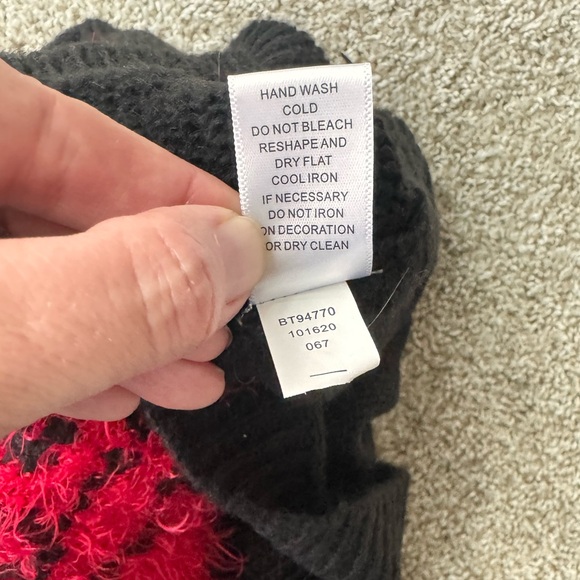 HAND WASH
COLD
DO NOT BLEACH
RESHAPE AND
DRY FLAT
COOL IRON
IF NECESSARY
DO NOT IRON
ON DECORATION
OR DRY CLEAN
BT94770
101620
067